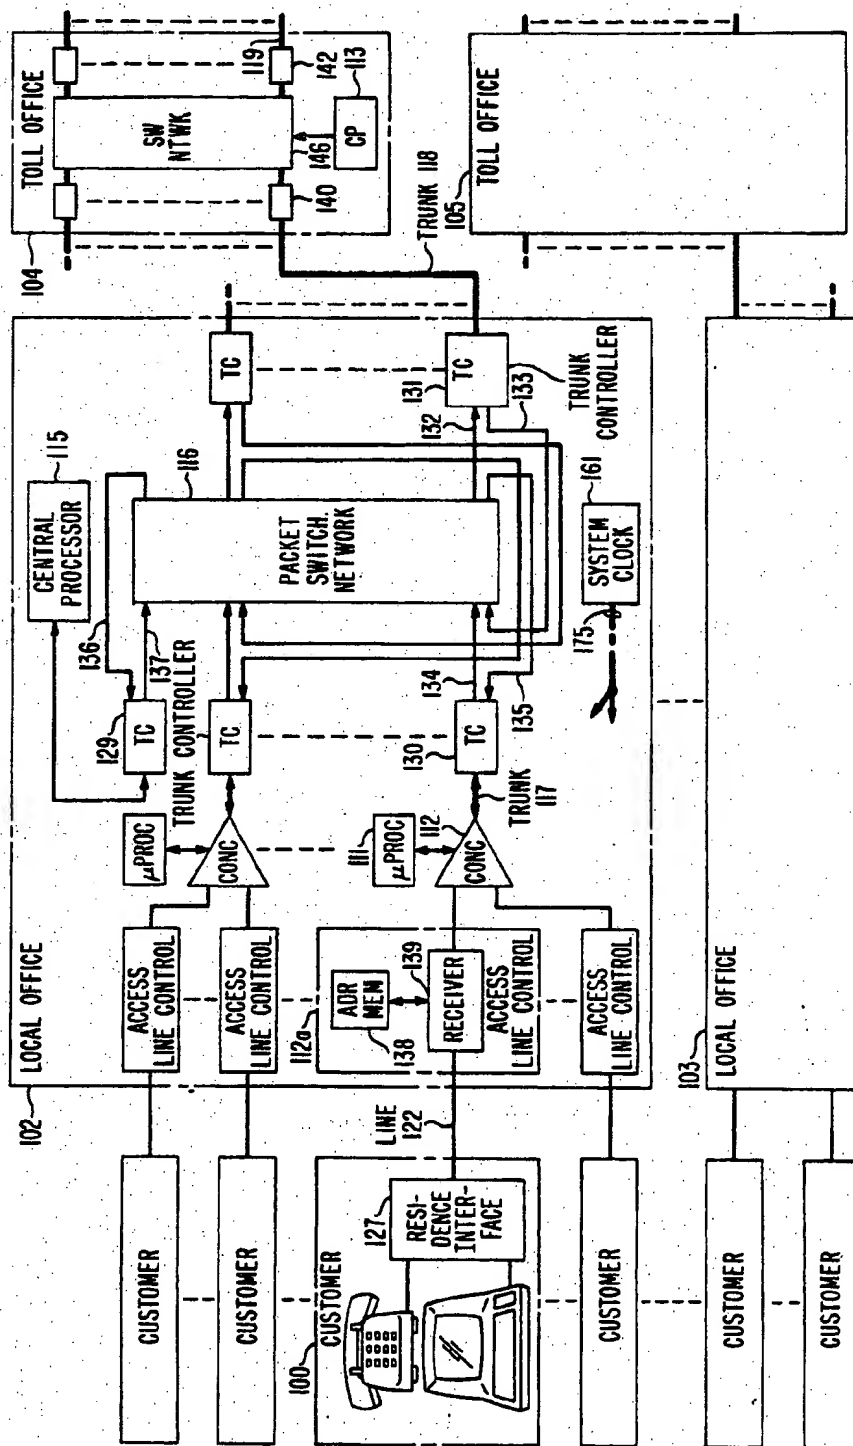 CUSTOMER
CUSTOMER
100
CUSTOMER
127
RESI-
DENCE
INTER-
FACE
CUSTOMER
CUSTOMER
CUSTOMER
LINE
122
102
LOCAL OFFICE
ACCESS
LINE CONTROL
ACCESS
LINE CONTROL
112a
ADR
MEM
138
139
RECEIVER
ACCESS
LINE CONTROL
ACCESS
LINE CONTROL
μPROC
CONC
111
μPROC
112
CONC
TRUNK
117
129
TC
TRUNK CONTROLLER
TC
130
TC
136
137
134
135
CENTRAL
PROCESSOR
115
116
PACKET
SWITCH.
NETWORK
175
SYSTEM
CLOCK
161
TC
131
TC
132
133
TRUNK
CONTROLLER
TRUNK 118
104
TOLL OFFICE
SW
NTWK
146
140
142
119
CP
113
105
TOLL OFFICE
103
LOCAL OFFICE